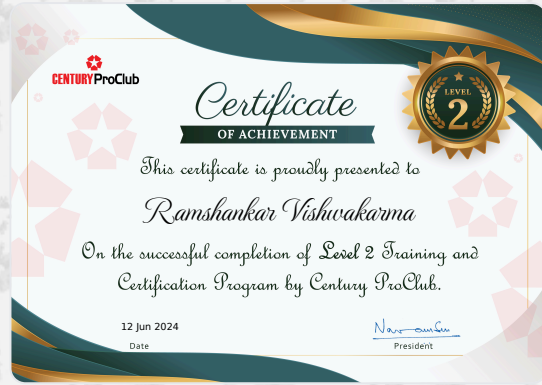 CENTURY ProClub
LEVEL
2
Certificate
OF ACHIEVEMENT
This certificate is proudly presented to
Ramshankar Vishwakarma
On the successful completion of Level 2 Training and
Certification Program by Century ProClub.
12 Jun 2024
Date
President